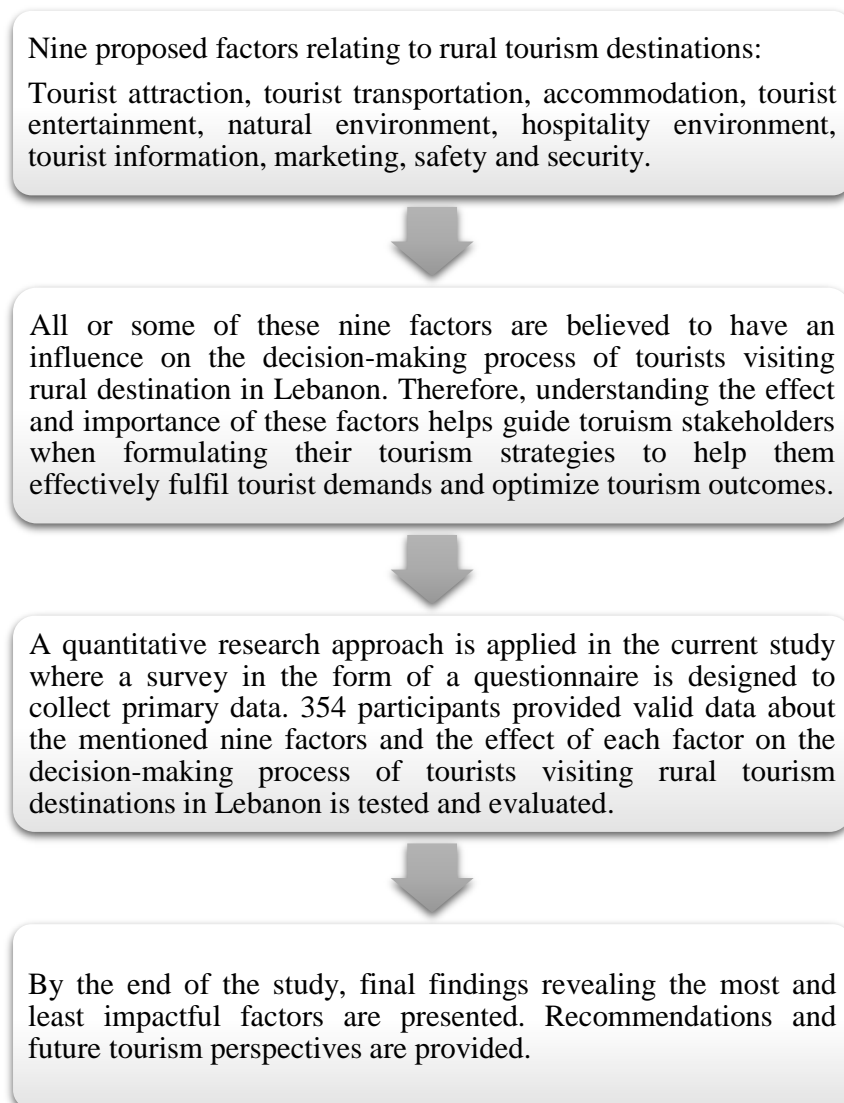 Nine proposed factors relating to rural tourism destinations:
Tourist attraction, tourist transportation, accommodation, tourist
entertainment, natural environment, hospitality environment,
tourist information, marketing, safety and security.
All or some of these nine factors are believed to have an
influence on the decision-making process of tourists visiting
rural destination in Lebanon. Therefore, understanding the effect
and importance of these factors helps guide toruism stakeholders
when formulating their tourism strategies to help them
effectively fulfil tourist demands and optimize tourism outcomes.
A quantitative research approach is applied in the current study
where a survey in the form of a questionnaire is designed to
collect primary data. 354 participants provided valid data about
the mentioned nine factors and the effect of each factor on the
decision-making process of tourists visiting rural tourism
destinations in Lebanon is tested and evaluated.
By the end of the study, final findings revealing the most and
least impactful factors are presented. Recommendations and
future tourism perspectives are provided.